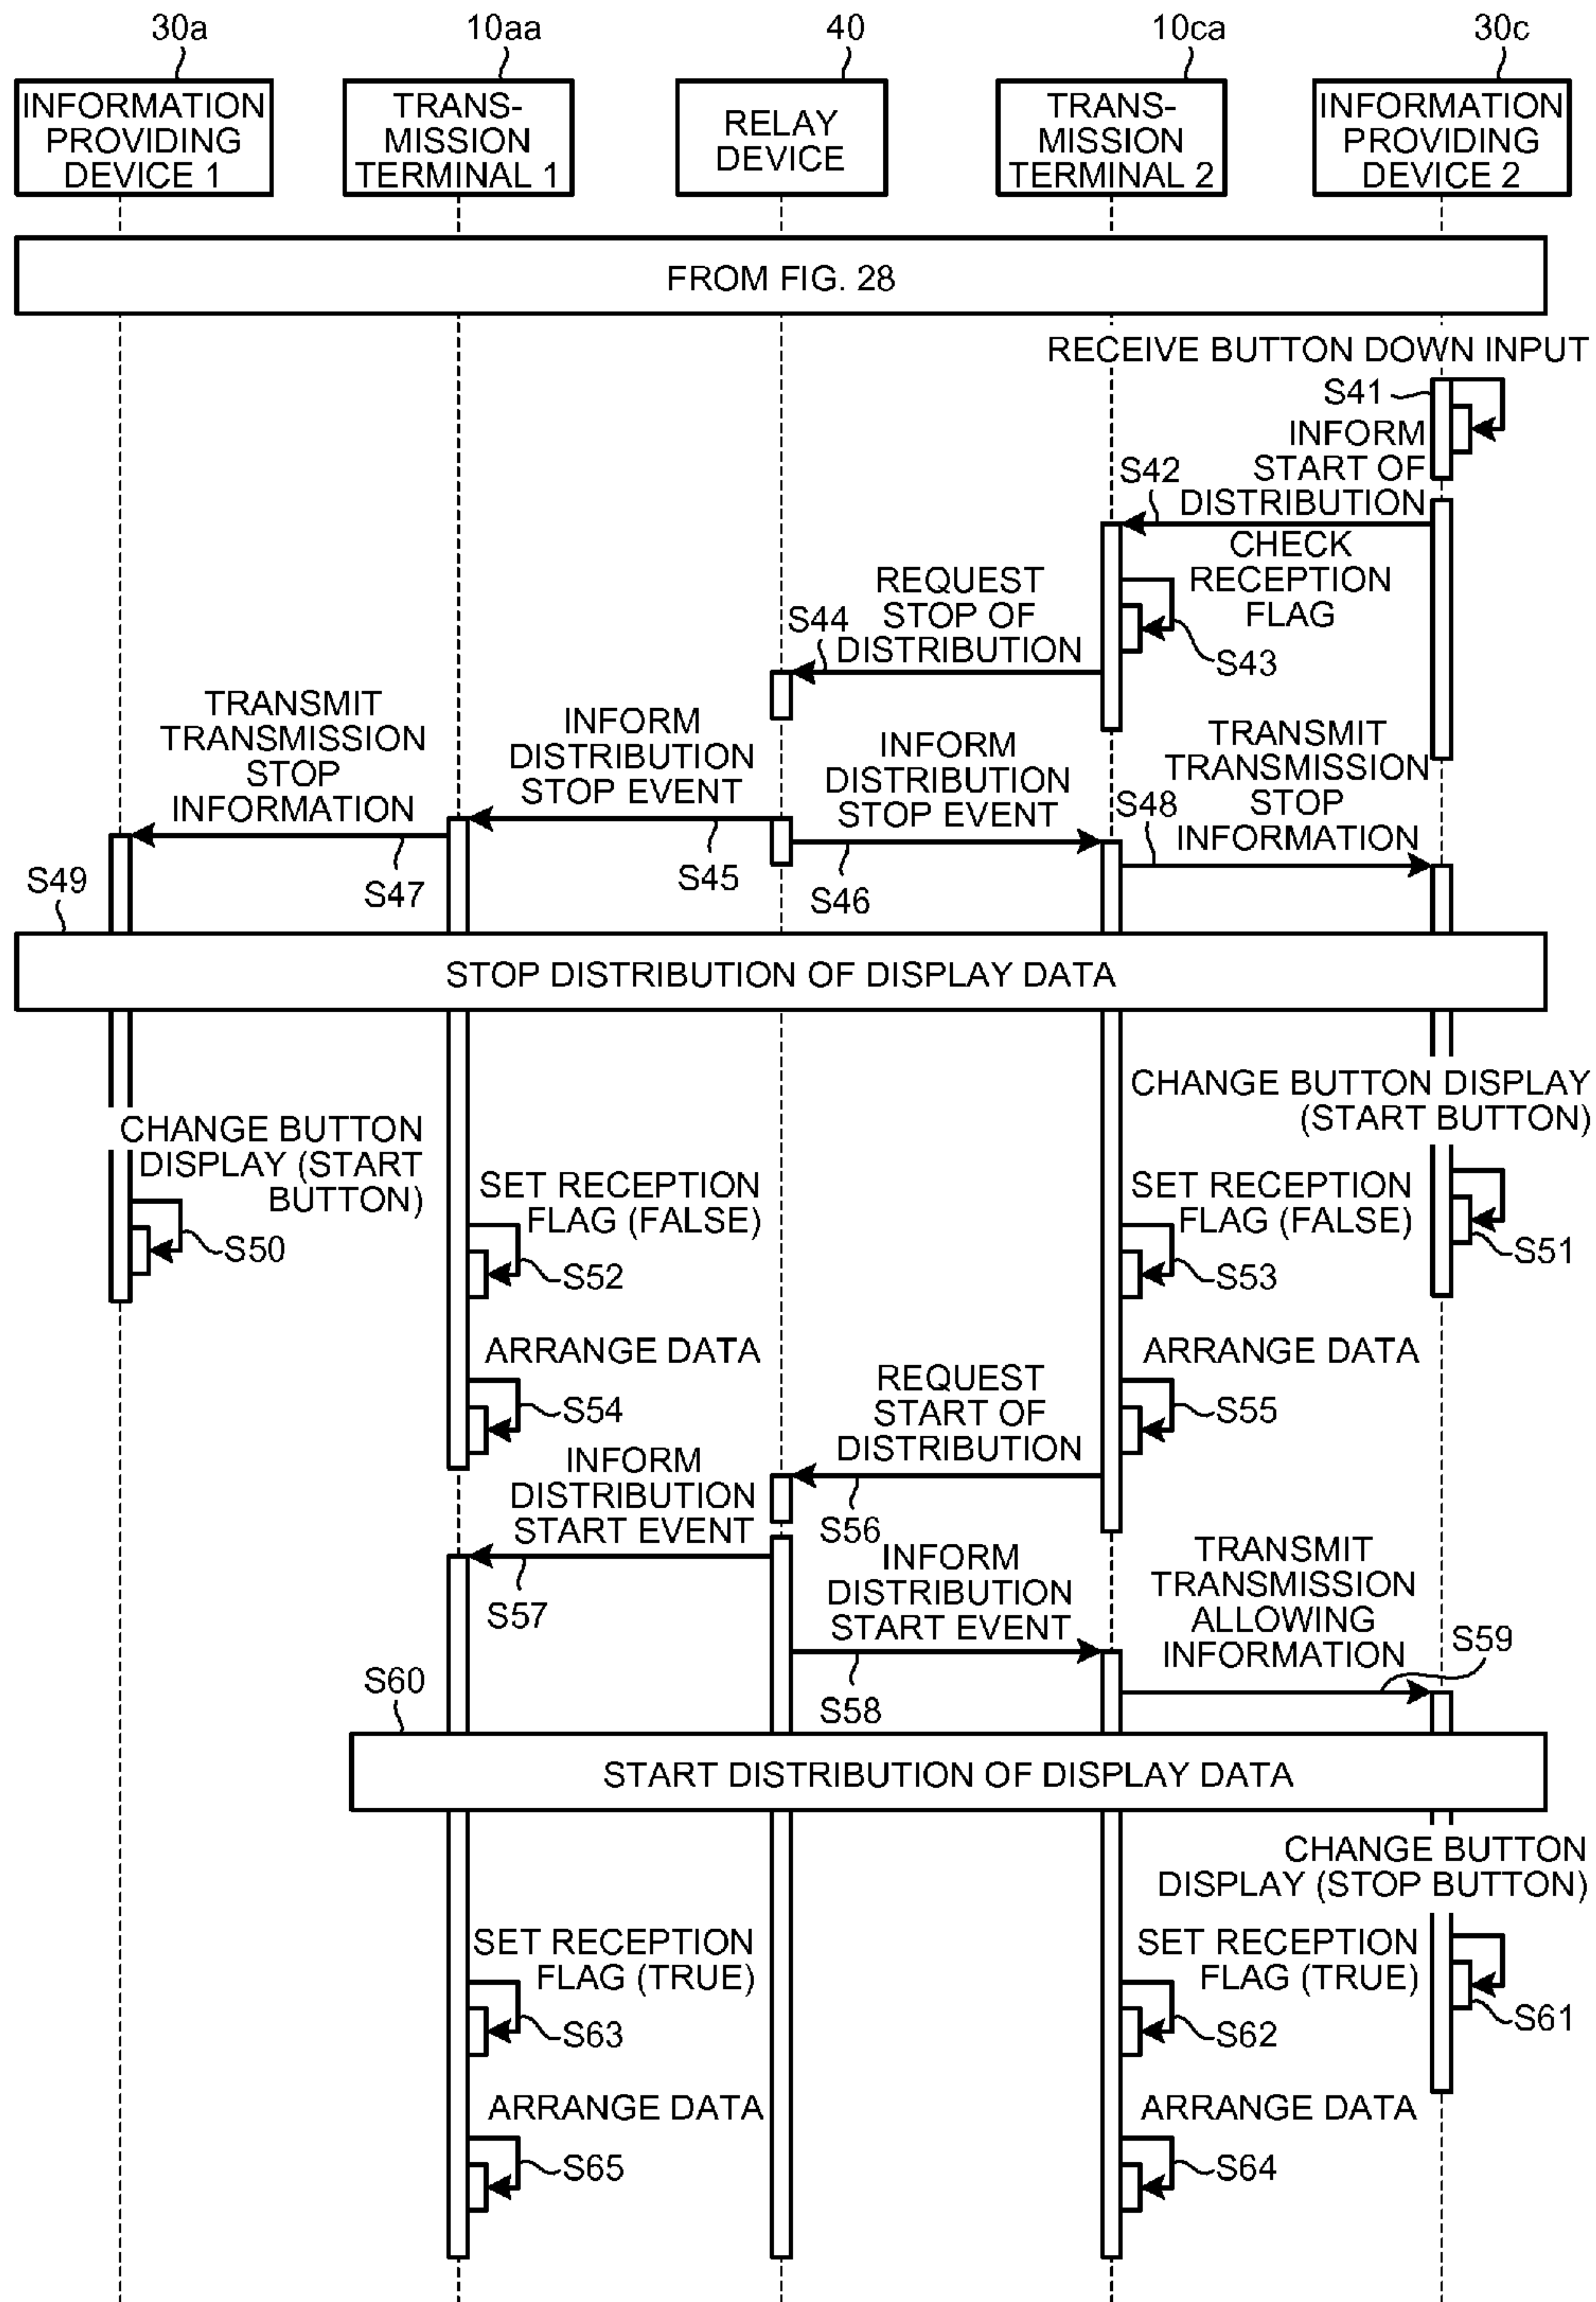 30a
10aa
40
10ca
30c
INFORMATION
PROVIDING
DEVICE 1
TRANS-
MISSION
TERMINAL 1
RELAY
DEVICE
TRANS-
MISSION
TERMINAL 2
INFORMATION
PROVIDING
DEVICE 2
FROM FIG. 28
RECEIVE BUTTON DOWN INPUT
S41
INFORM
START OF
DISTRIBUTION
S42
CHECK
RECEPTION
FLAG
S43
REQUEST
STOP OF
DISTRIBUTION
S44
TRANSMIT
TRANSMISSION
STOP
INFORMATION
S47
INFORM
DISTRIBUTION
STOP EVENT
S45
INFORM
DISTRIBUTION
STOP EVENT
S46
TRANSMIT
TRANSMISSION
STOP
INFORMATION
S48
S49
STOP DISTRIBUTION OF DISPLAY DATA
CHANGE BUTTON DISPLAY
(START BUTTON)
S51
CHANGE BUTTON
DISPLAY (START
BUTTON)
S50
SET RECEPTION
FLAG (FALSE)
S52
SET RECEPTION
FLAG (FALSE)
S53
ARRANGE DATA
S54
ARRANGE DATA
S55
REQUEST
START OF
DISTRIBUTION
S56
INFORM
DISTRIBUTION
START EVENT
S57
INFORM
DISTRIBUTION
START EVENT
S58
TRANSMIT
TRANSMISSION
ALLOWING
INFORMATION
S59
S60
START DISTRIBUTION OF DISPLAY DATA
CHANGE BUTTON
DISPLAY (STOP BUTTON)
S61
SET RECEPTION
FLAG (TRUE)
S63
SET RECEPTION
FLAG (TRUE)
S62
ARRANGE DATA
S65
ARRANGE DATA
S64